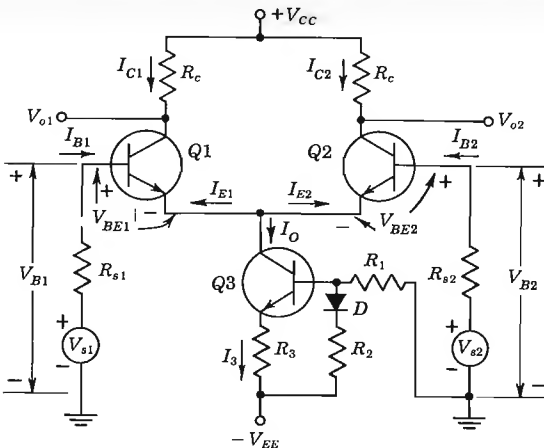 + V_CC
I_C1
R_c
I_C2
R_c
V_o1
V_o2
I_B1
Q1
Q2
I_B2
+
+
+
+
I_E1
I_E2
−
−
V_BE1
V_BE2
I_O
V_B1
R_s1
Q3
R_1
D
R_s2
V_B2
+
V_s1
−
I_3
R_3
R_2
+
V_s2
−
−
−
− V_EE